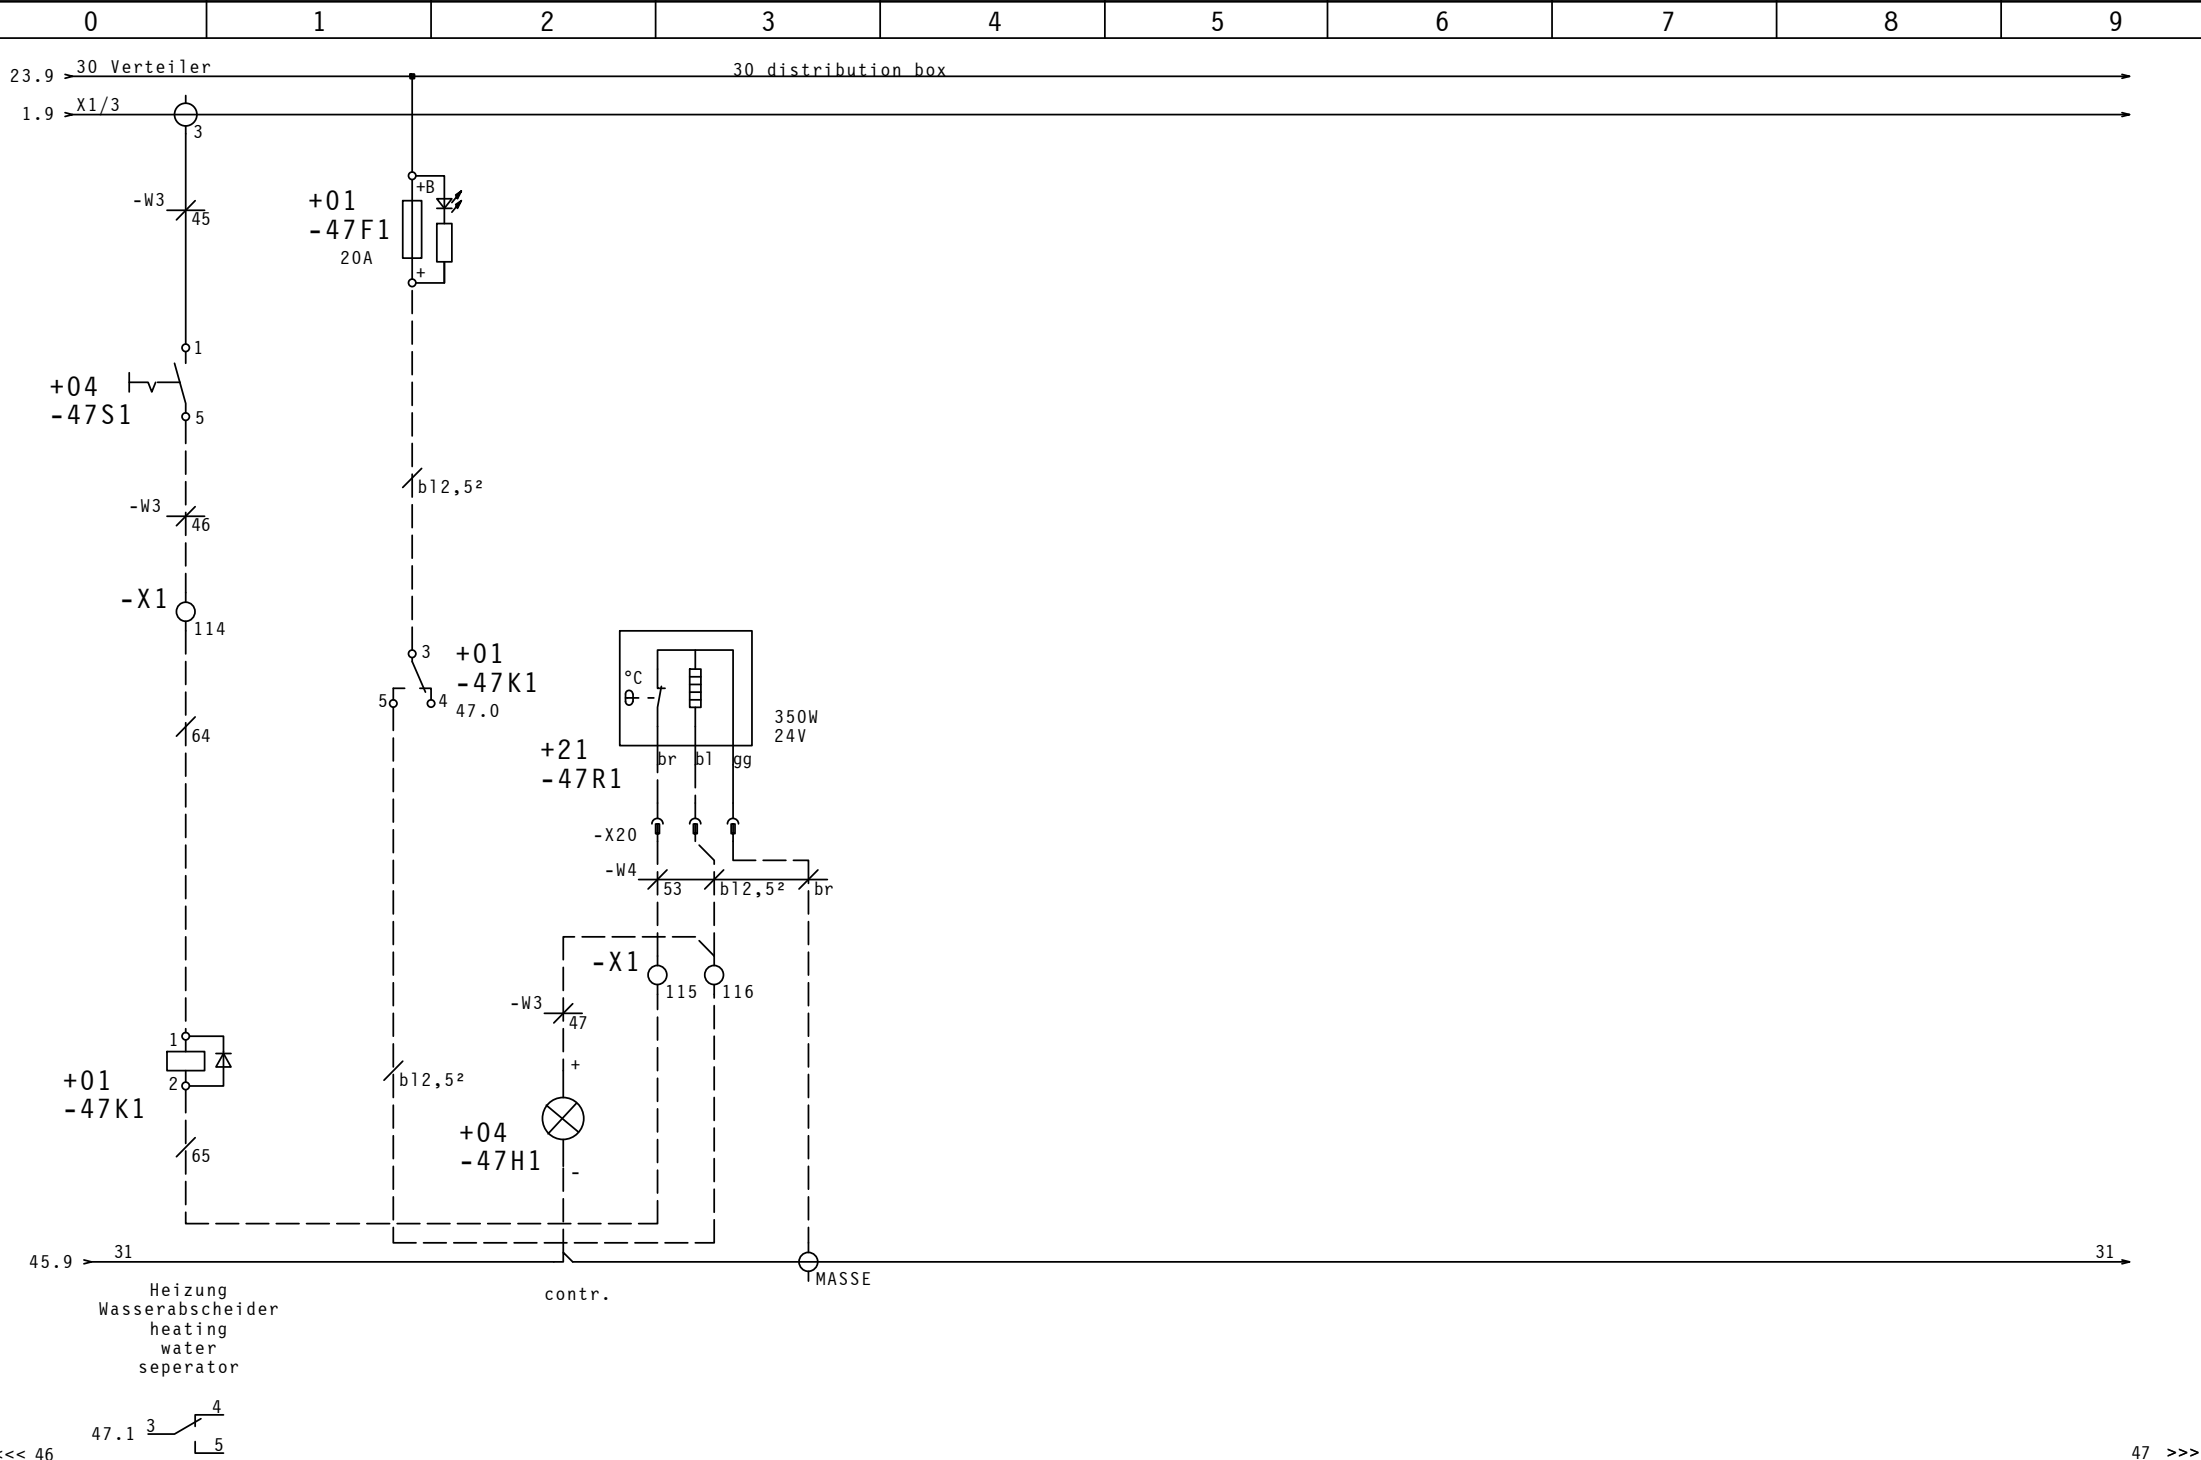 0 1 2 3 4 5 6 7 8 9
23.9 30 Verteiler 30 distribution box
1.9 X1/3
3
-W3
45
+01
-47F1
20A
+B
+
1
+04
-47S1
5
bl2,5²
-W3
46
-X1
114
3
+01
-47K1
47.0
5
4
64
°C
350W
24V
+21
-47R1
br bl gg
-X20
-W4
53 bl2,5² br
-X1
115 116
-W3
47
+
1
2
+01
-47K1
bl2,5²
+04
-47H1
-
65
45.9 31 31
MASSE
Heizung
Wasserabscheider
heating
water
seperator
contr.
47.1 3 4
5
<<< 46
47 >>>